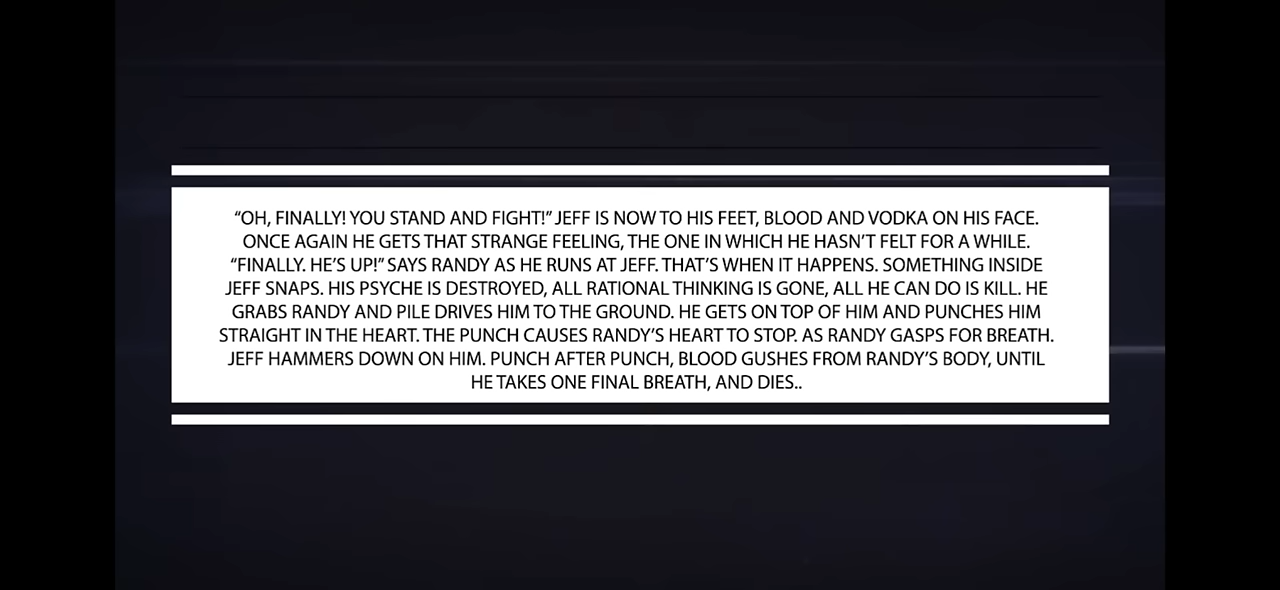 “OH, FINALLY! YOU STAND AND FIGHT!” JEFF IS NOW TO HIS FEET, BLOOD AND VODKA ON HIS FACE.
ONCE AGAIN HE GETS THAT STRANGE FEELING, THE ONE IN WHICH HE HASN’T FELT FOR A WHILE.
“FINALLY. HE’S UP!” SAYS RANDY AS HE RUNS AT JEFF. THAT’S WHEN IT HAPPENS. SOMETHING INSIDE
JEFF SNAPS. HIS PSYCHE IS DESTROYED, ALL RATIONAL THINKING IS GONE, ALL HE CAN DO IS KILL. HE
GRABS RANDY AND PILE DRIVES HIM TO THE GROUND. HE GETS ON TOP OF HIM AND PUNCHES HIM
STRAIGHT IN THE HEART. THE PUNCH CAUSES RANDY’S HEART TO STOP. AS RANDY GASPS FOR BREATH.
JEFF HAMMERS DOWN ON HIM. PUNCH AFTER PUNCH, BLOOD GUSHES FROM RANDY’S BODY, UNTIL
HE TAKES ONE FINAL BREATH, AND DIES..